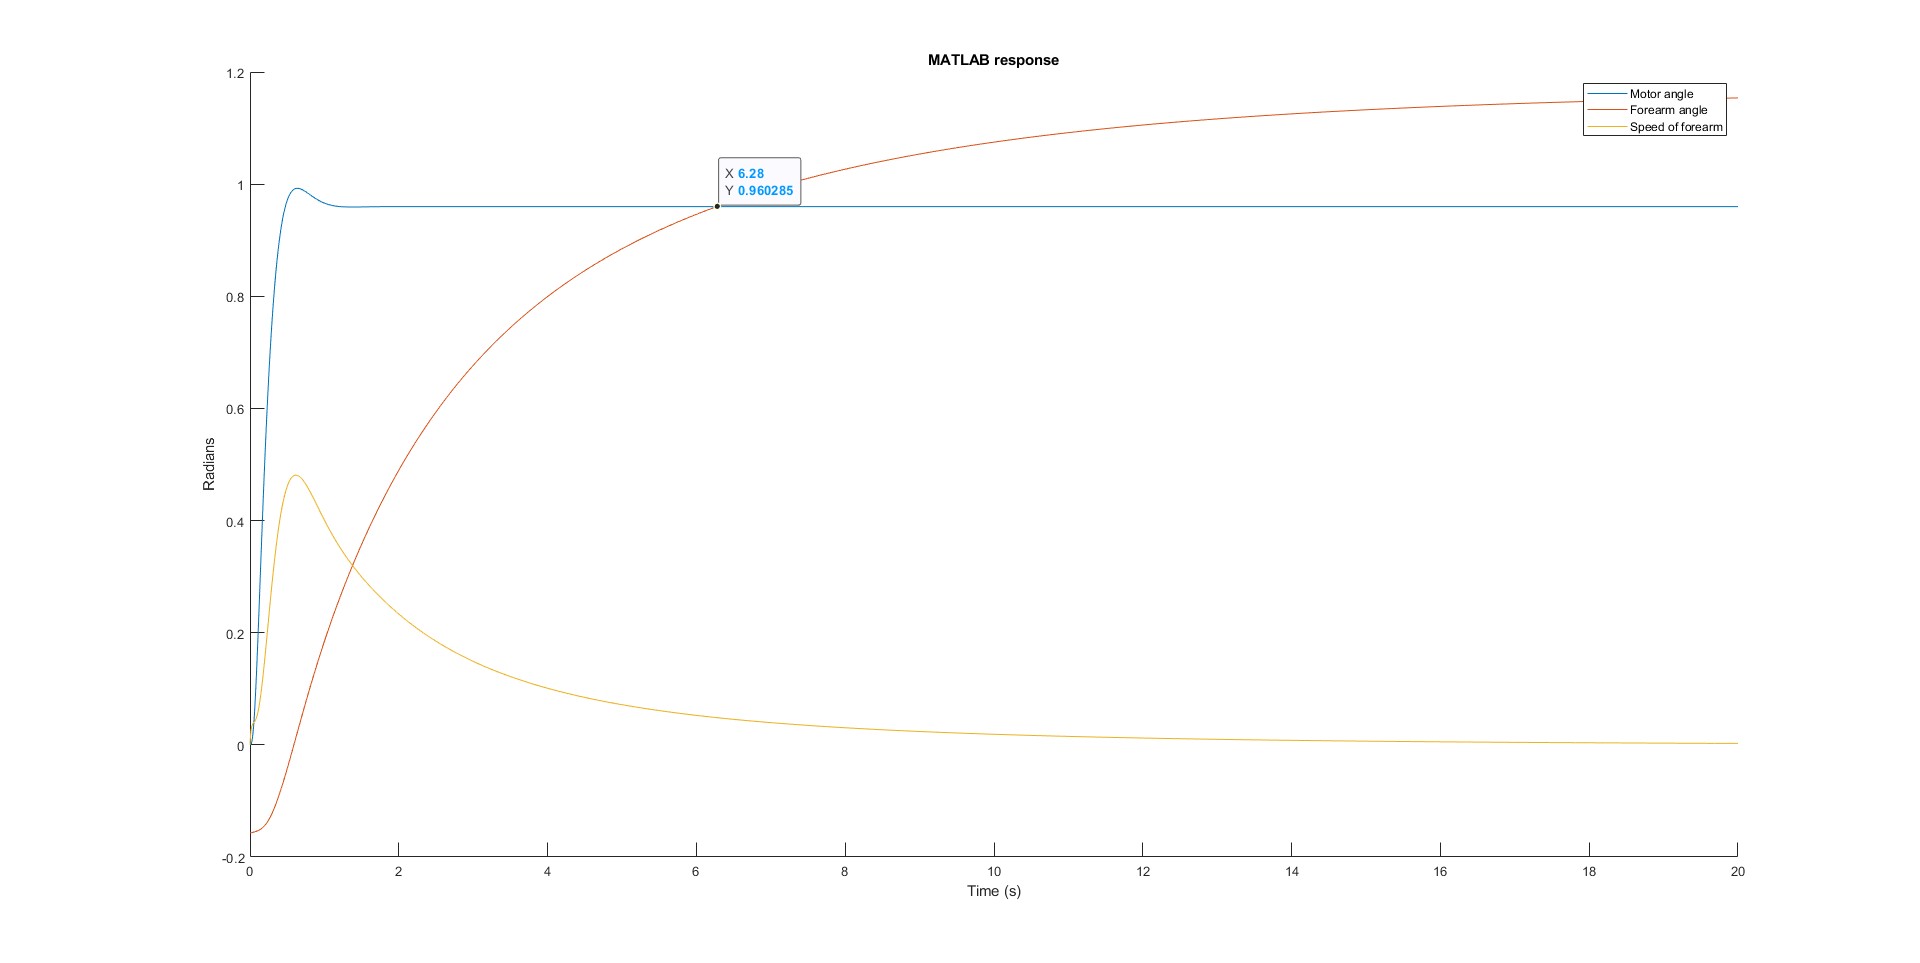 MATLAB response
1.2
1
0.8
0.6
0.4
0.2
0
-0.2
Radians
Motor angle
Forearm angle
Speed of forearm
X 6.28
Y 0.960285
0 2 4 6 8 10 12 14 16 18 20
Time (s)